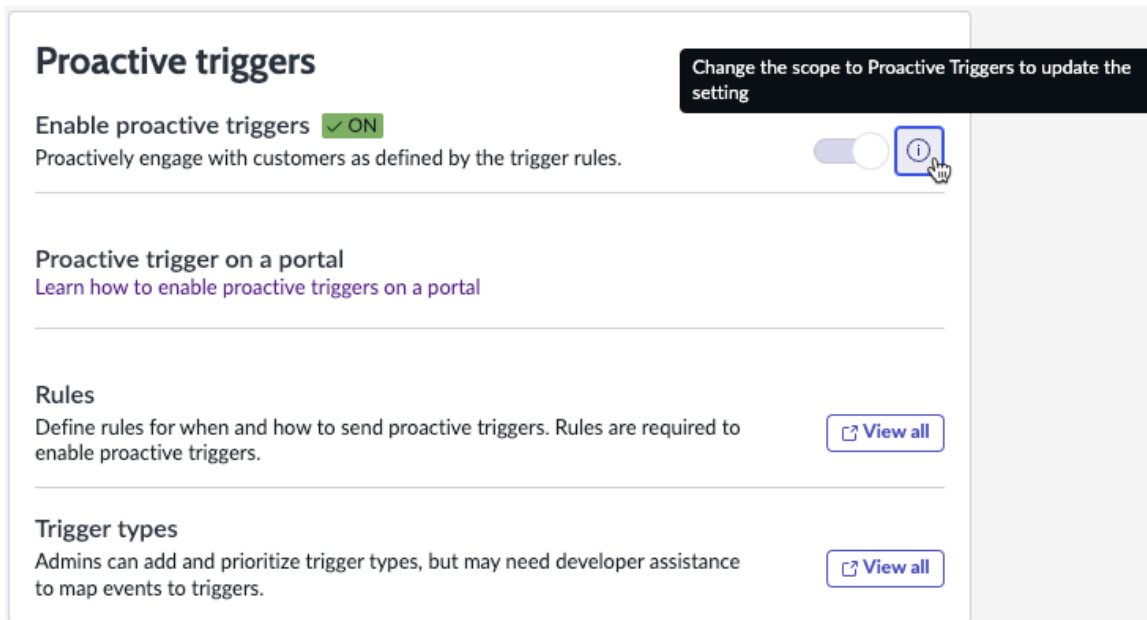 Proactive triggers
Change the scope to Proactive Triggers to update the
setting
Enable proactive triggers ✓ ON
Proactively engage with customers as defined by the trigger rules.
Proactive trigger on a portal
Learn how to enable proactive triggers on a portal
Rules
Define rules for when and how to send proactive triggers. Rules are required to
enable proactive triggers.
View all
Trigger types
Admins can add and prioritize trigger types, but may need developer assistance
to map events to triggers.
View all